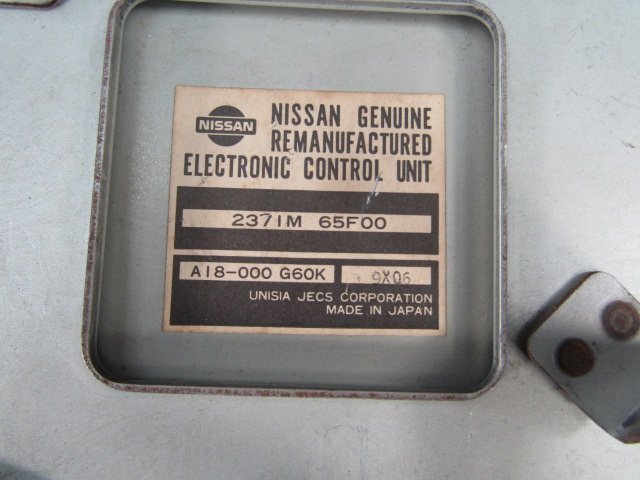 NISSAN
NISSAN GENUINE
REMANUFACTURED
ELECTRONIC CONTROL UNIT
2371M 65F00
A18-000 G60K
9X06
UNISIA JECS CORPORATION
MADE IN JAPAN